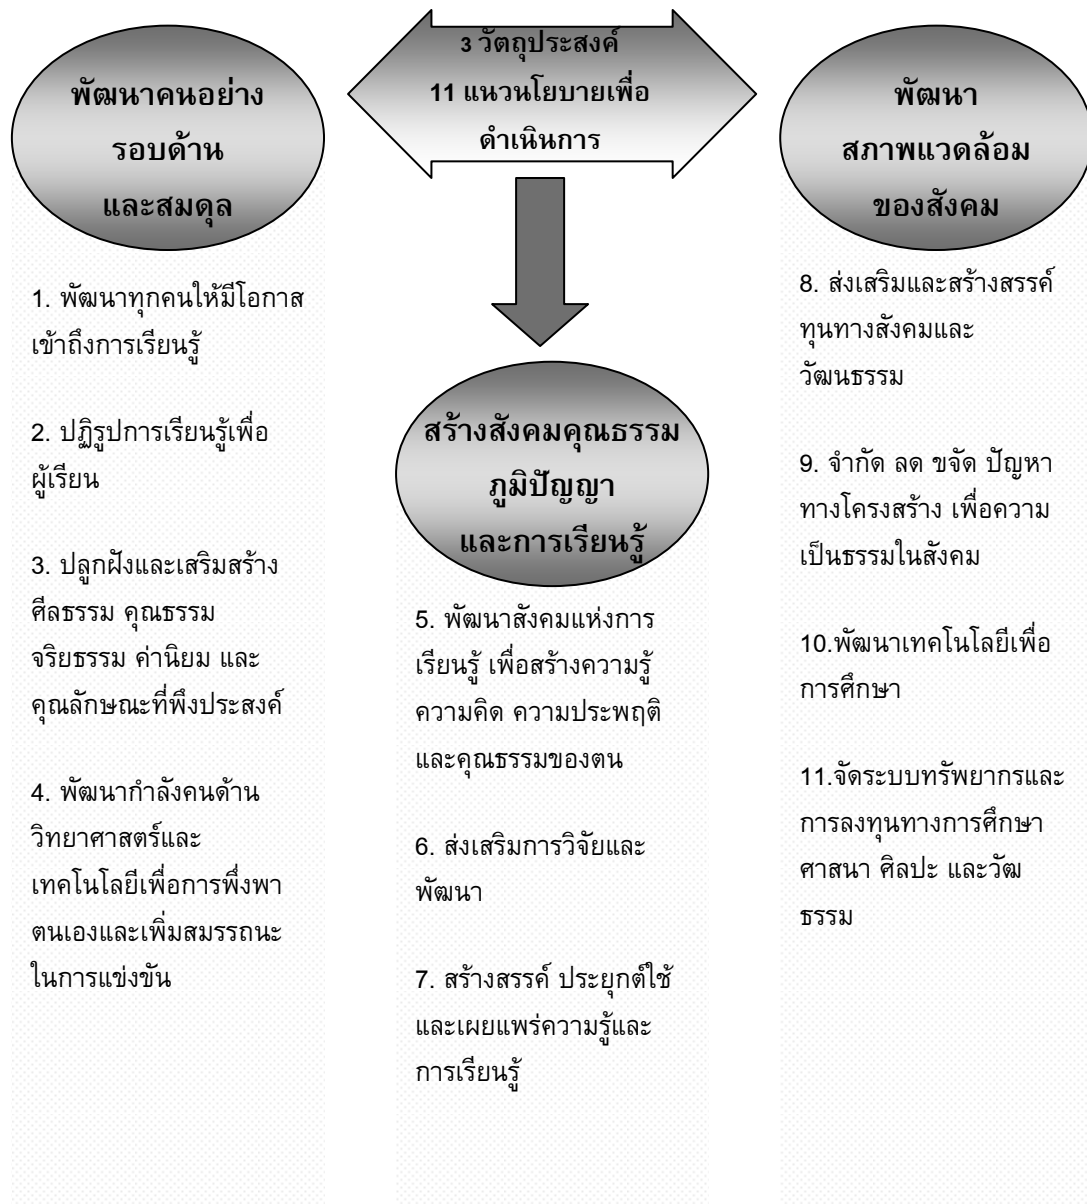 3 วัตถุประสงค์
11 แนวนโยบายเพื่อ
ดำเนินการ
พัฒนาคนอย่าง
รอบด้าน
และสมดุล
1. พัฒนาทุกคนให้มีโอกาส
เข้าถึงการเรียนรู้
2. ปฏิรูปการเรียนรู้เพื่อ
ผู้เรียน
3. ปลูกฝังและเสริมสร้าง
ศีลธรรม คุณธรรม
จริยธรรม ค่านิยม และ
คุณลักษณะที่พึงประสงค์
4. พัฒนากำลังคนด้าน
วิทยาศาสตร์และ
เทคโนโลยีเพื่อการพึ่งพา
ตนเองและเพิ่มสมรรถนะ
ในการแข่งขัน
สร้างสังคมคุณธรรม
ภูมิปัญญา
และการเรียนรู้
5. พัฒนาสังคมแห่งการ
เรียนรู้ เพื่อสร้างความรู้
ความคิด ความประพฤติ
และคุณธรรมของตน
6. ส่งเสริมการวิจัยและ
พัฒนา
7. สร้างสรรค์ ประยุกต์ใช้
และเผยแพร่ความรู้และ
การเรียนรู้
พัฒนา
สภาพแวดล้อม
ของสังคม
8. ส่งเสริมและสร้างสรรค์
ทุนทางสังคมและ
วัฒนธรรม
9. จำกัด ลด ขจัด ปัญหา
ทางโครงสร้าง เพื่อความ
เป็นธรรมในสังคม
10.พัฒนาเทคโนโลยีเพื่อ
การศึกษา
11.จัดระบบทรัพยากรและ
การลงทุนทางการศึกษา
ศาสนา ศิลปะ และวัฒ
ธรรม